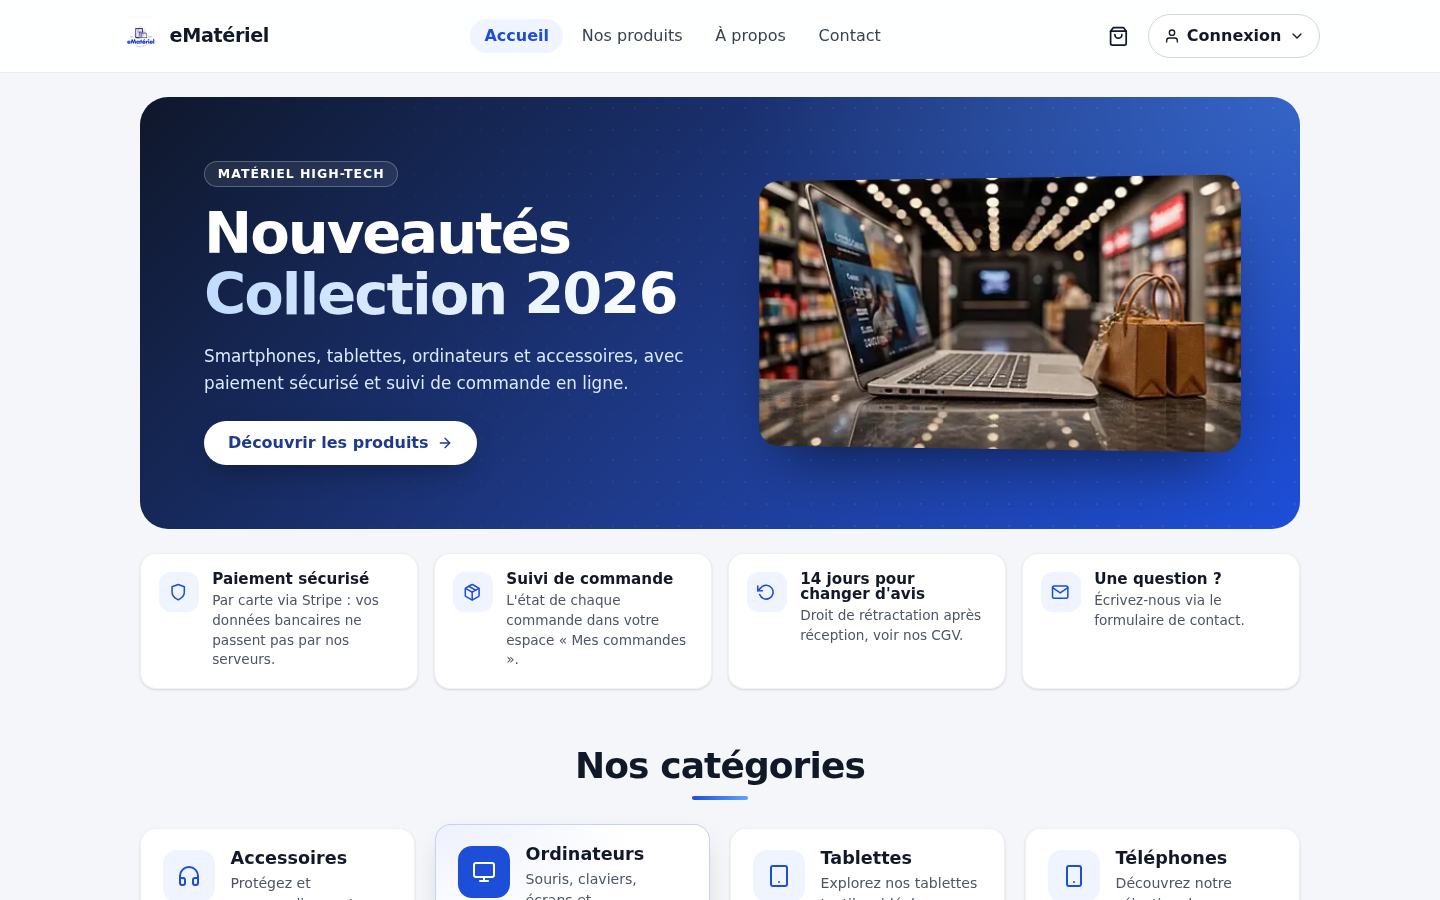 eMatériel
eMatériel
Accueil
Nos produits
À propos
Contact
Connexion
MATÉRIEL HIGH-TECH
Nouveautés
Collection 2026
Smartphones, tablettes, ordinateurs et accessoires, avec
paiement sécurisé et suivi de commande en ligne.
Découvrir les produits
Paiement sécurisé
Par carte via Stripe : vos
données bancaires ne
passent pas par nos
serveurs.
Suivi de commande
L'état de chaque
commande dans votre
espace « Mes commandes
».
14 jours pour
changer d'avis
Droit de rétractation après
réception, voir nos CGV.
Une question ?
Écrivez-nous via le
formulaire de contact.
Nos catégories
Accessoires
Protégez et
Ordinateurs
Souris, claviers,
écrans et
Tablettes
Explorez nos tablettes
Téléphones
Découvrez notre